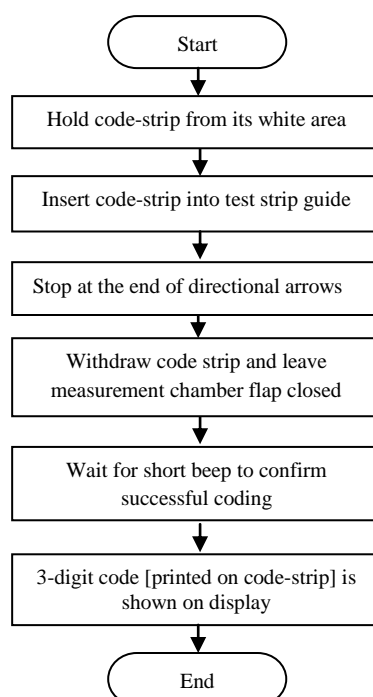 Start
Hold code-strip from its white area
Insert code-strip into test strip guide
Stop at the end of directional arrows
Withdraw code strip and leave
measurement chamber flap closed
Wait for short beep to confirm
successful coding
3-digit code [printed on code-strip] is
shown on display
End